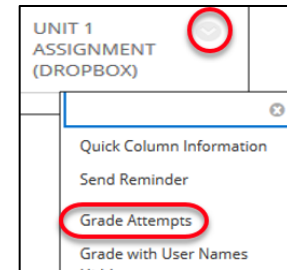 UNIT 1
ASSIGNMENT
(DROPBOX)
Quick Column Information
Send Reminder
Grade Attempts
Grade with User Names